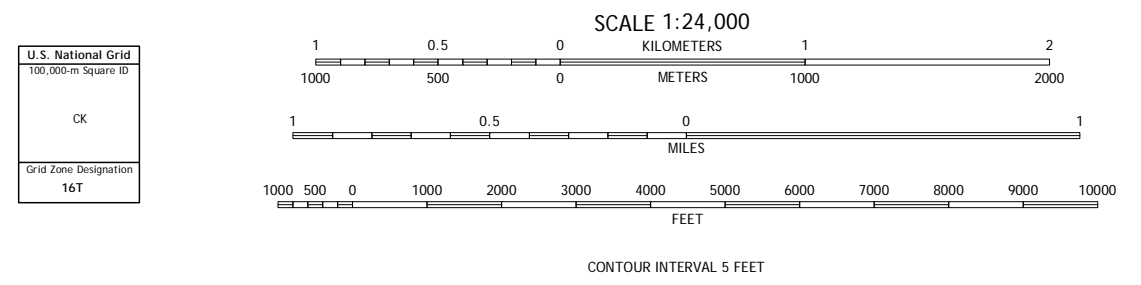 U.S. National Grid
100,000-m Square ID
CK
Grid Zone Designation
16T
SCALE 1:24,000
1 0.5 0 KILOMETERS 1 2
1000 500 0 METERS 1000 2000
1 0.5 0 1
MILES
1000 500 0 1000 2000 3000 4000 5000 6000 7000 8000 9000 10000
FEET
CONTOUR INTERVAL 5 FEET